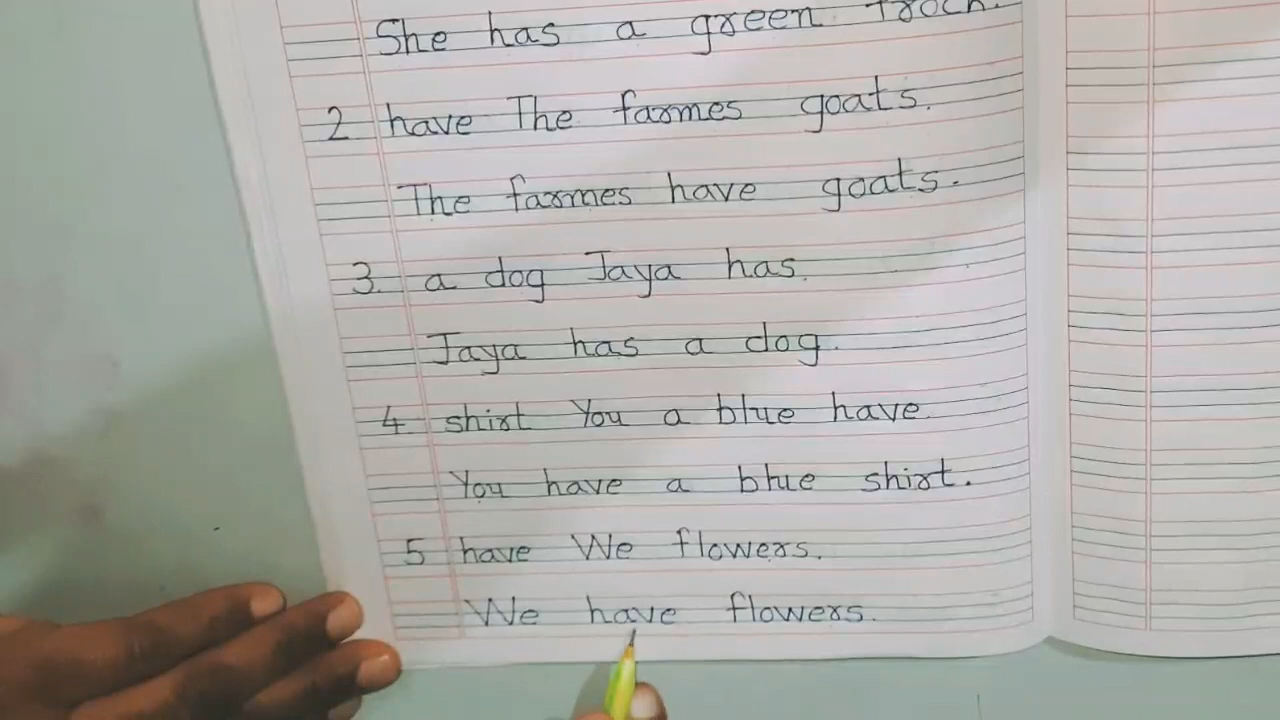 She has a green frock.
2 have The farmes goats.
The farmes have goats.
3. a dog Jaya has.
Jaya has a dog.
4 shirt You a blue have
You have a blue shirt.
5 have We flowers.
We have flowers.